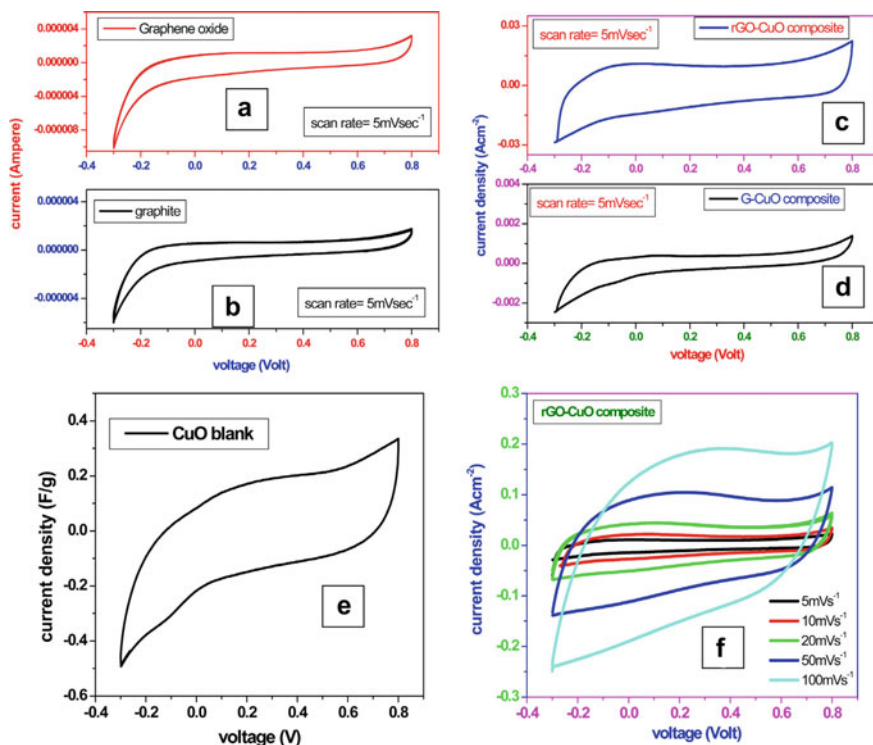 0.000004
0.000000
-0.000004
-0.000008
Graphene oxide
a
scan rate= 5mVsec-1
-0.4 -0.2 0.0 0.2 0.4 0.6 0.8
current (Ampere)
0.000004
0.000000
-0.000004
graphite
b
scan rate= 5mVsec-1
-0.4 -0.2 0.0 0.2 0.4 0.6 0.8
voltage (Volt)
0.03
0.00
-0.03
scan rate= 5mVsec-1
rGO-CuO composite
c
-0.4 -0.2 0.0 0.2 0.4 0.6 0.8
current density (Acm-2)
0.004
0.002
0.000
-0.002
scan rate= 5mVsec-1
G-CuO composite
d
-0.4 -0.2 0.0 0.2 0.4 0.6 0.8
voltage (Volt)
0.4
0.2
0.0
-0.2
-0.4
-0.6
CuO blank
e
current density (F/g)
-0.4 -0.2 0.0 0.2 0.4 0.6 0.8
voltage (V)
0.3
0.2
0.1
0.0
-0.1
-0.2
-0.3
rGO-CuO composite
current density (Acm-2)
f
5mVs-1
10mVs-1
20mVs-1
50mVs-1
100mVs-1
-0.4 -0.2 0.0 0.2 0.4 0.6 0.8
voltage (Volt)